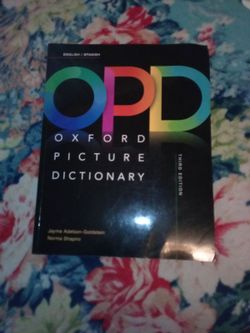 ENGLISH / SPANISH
OPD
OXFORD
PICTURE
DICTIONARY
THIRD EDITION
Jayme Adelson-Goldstein
Norma Shapiro